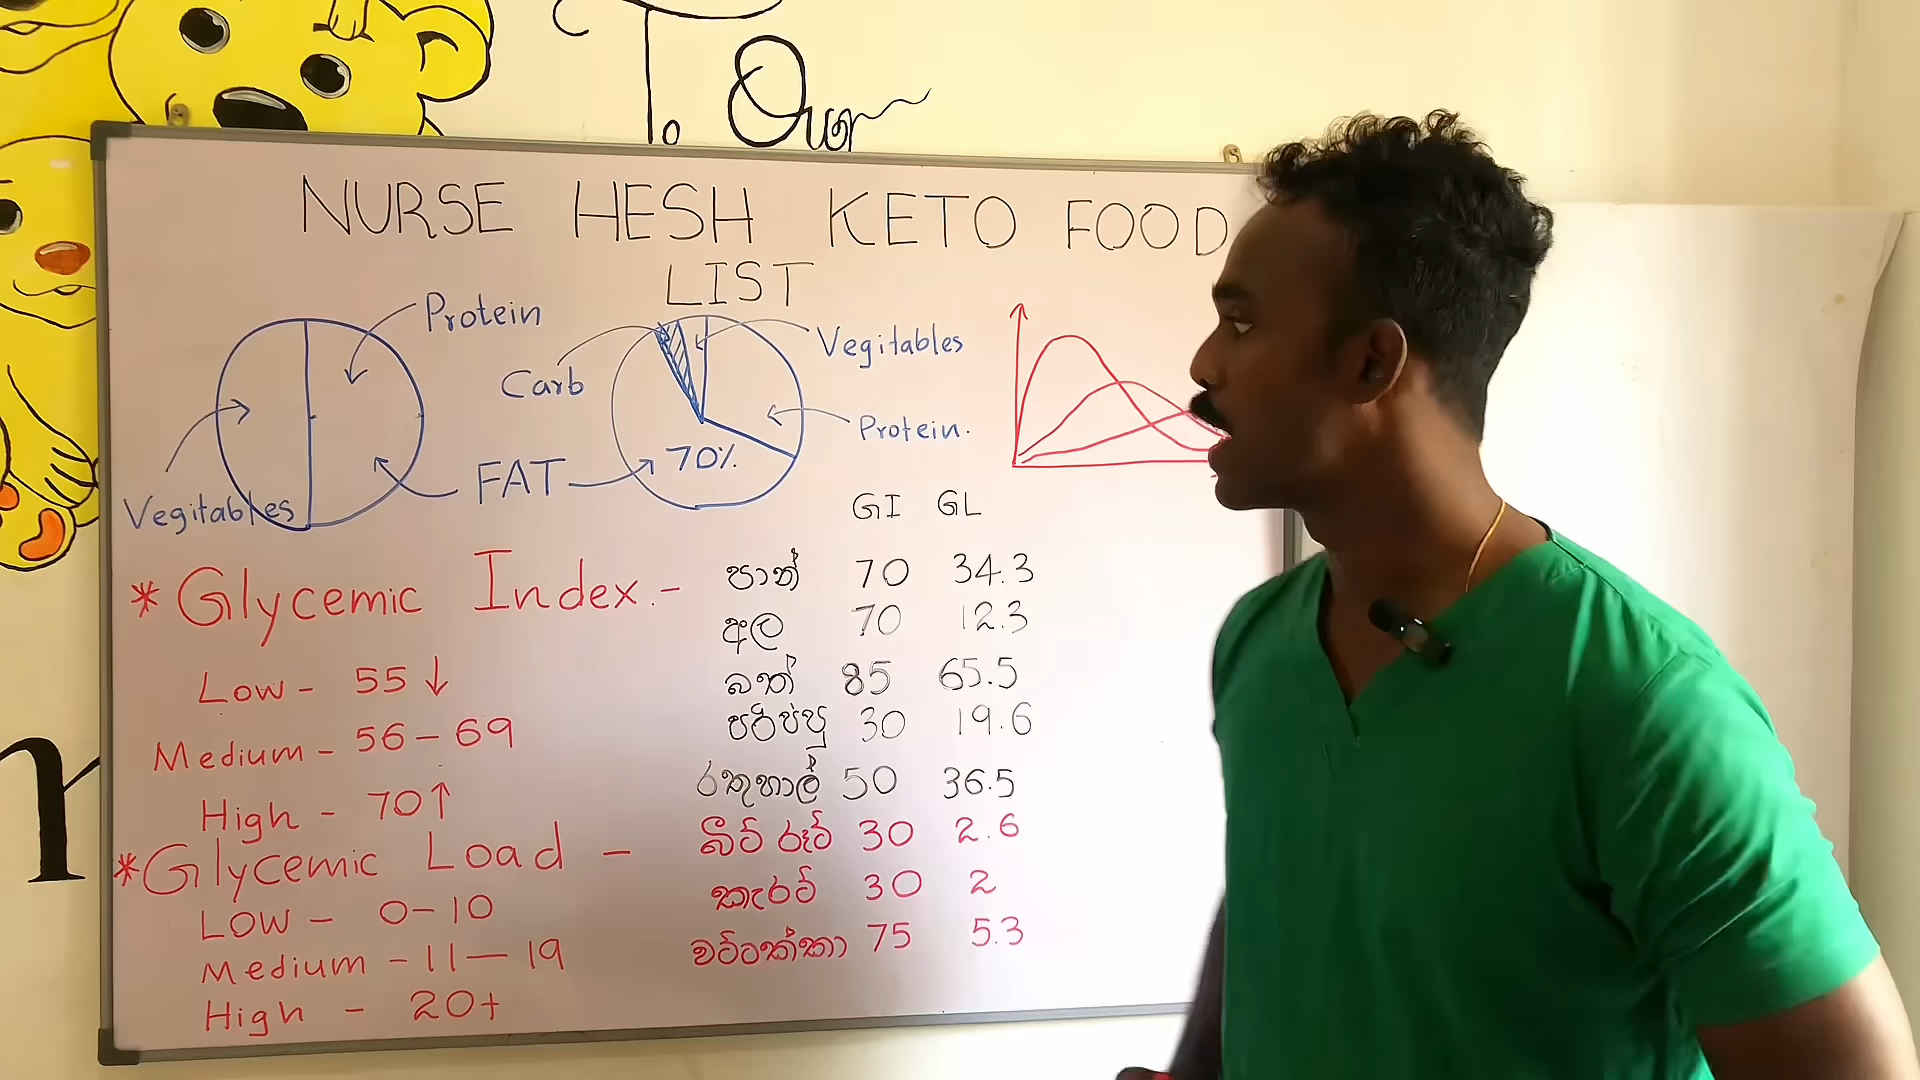 To Our
NURSE HESH KETO FOOD
LIST
Protein
Vegitables
FAT
Carb
70%
Vegitables
Protein.
* Glycemic Index.-
Low - 55 ↓
Medium - 56 - 69
High - 70 ↑
* Glycemic Load -
LOW - 0-10
Medium - 11 - 19
High - 20+
GI GL
පාන් 70 34.3
අල 70 12.3
බත් 85 65.5
පරිප්පු 30 19.6
රතුහාල් 50 36.5
බීට් රූට් 30 2.6
කැරට් 30 2
වට්ටක්කා 75 5.3